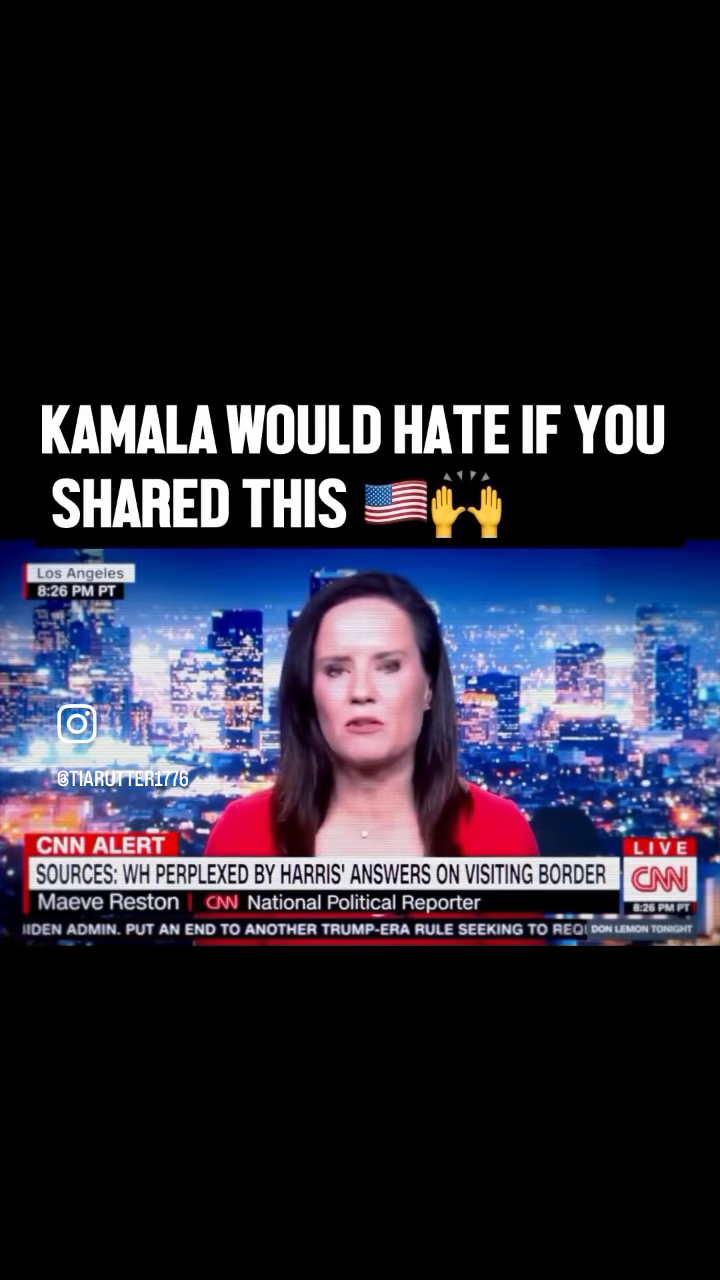 KAMALA WOULD HATE IF YOU
SHARED THIS 🇺🇸🙌
Los Angeles
8:26 PM PT
@TIARUTTER1776
CNN ALERT
LIVE
SOURCES: WH PERPLEXED BY HARRIS' ANSWERS ON VISITING BORDER
CNN
Maeve Reston | CNN National Political Reporter
8:26 PM PT
IDEN ADMIN. PUT AN END TO ANOTHER TRUMP-ERA RULE SEEKING TO REQ
DON LEMON TONIGHT